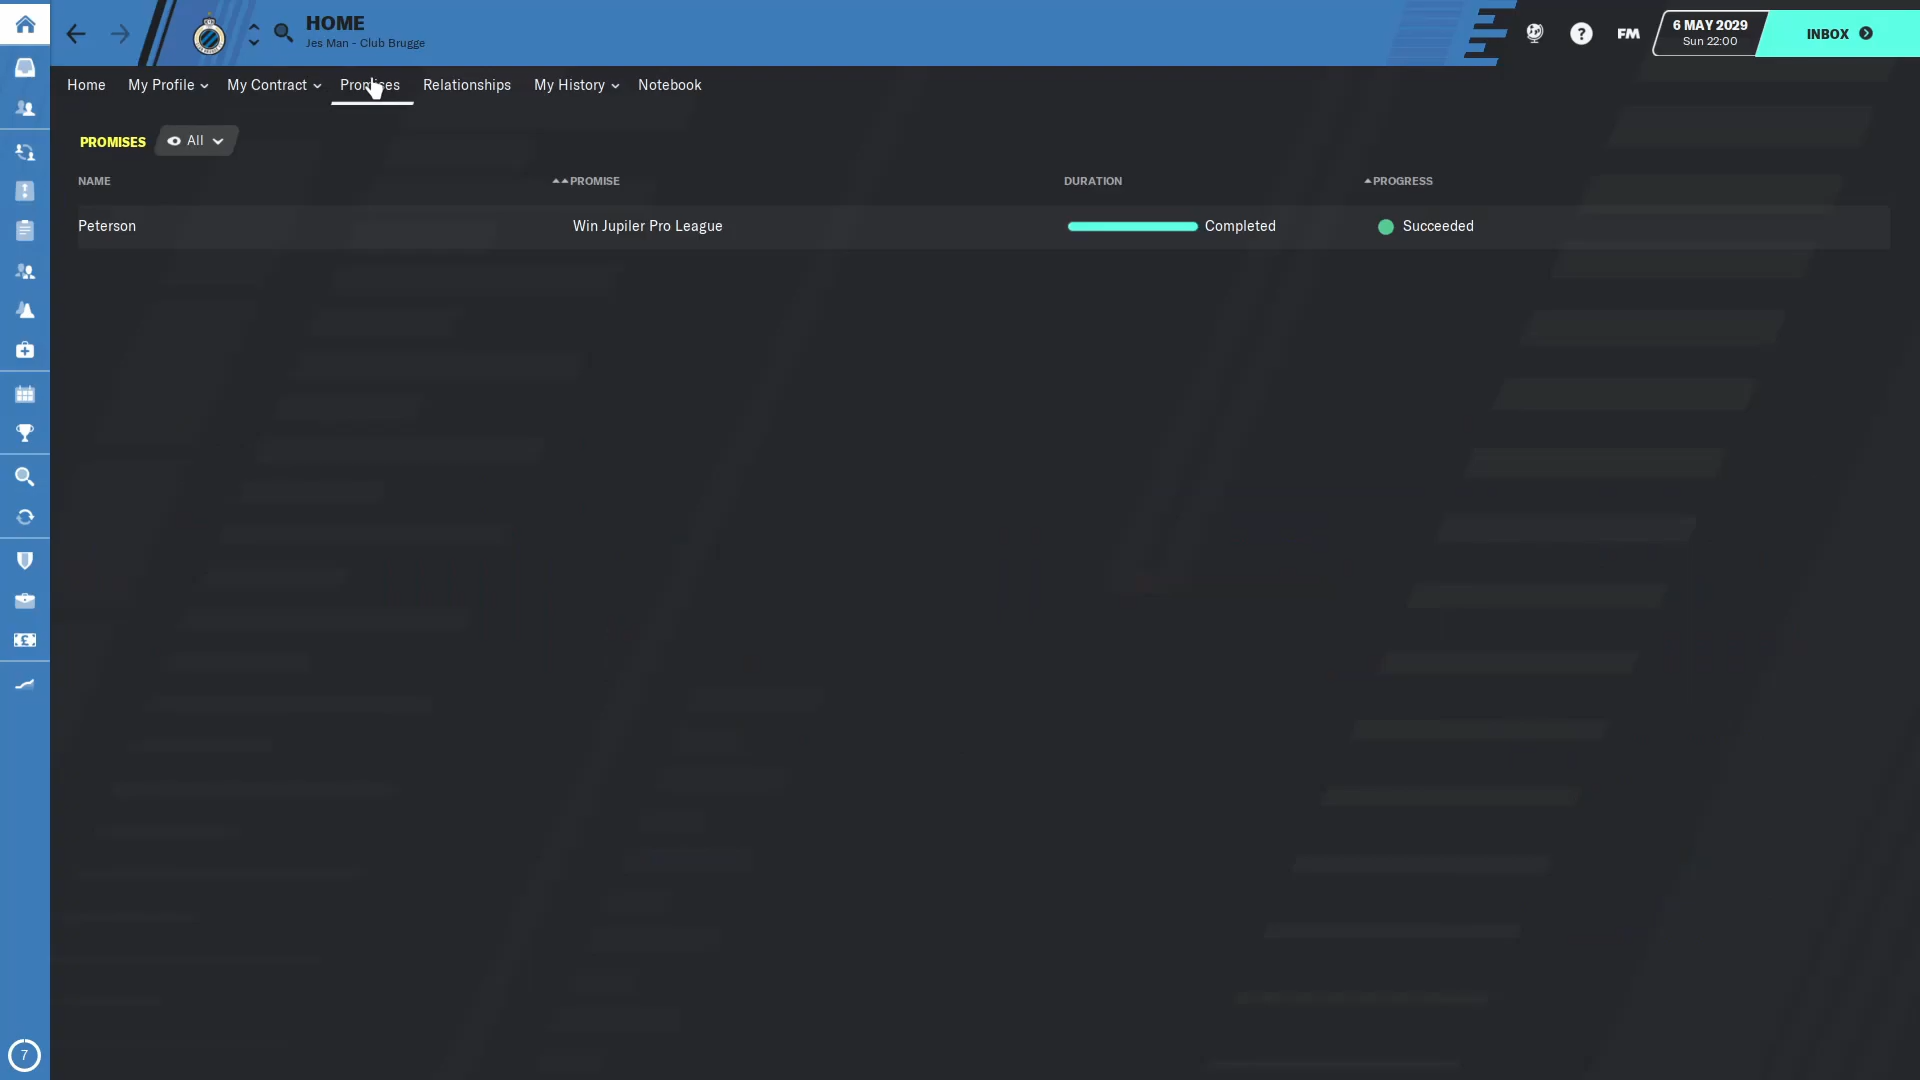 HOME
Jes Man - Club Brugge
?
FM
6 MAY 2029
Sun 22:00
INBOX
Home
My Profile
My Contract
Promises
Relationships
My History
Notebook
PROMISES
All
NAME
PROMISE
DURATION
PROGRESS
Peterson
Win Jupiler Pro League
Completed
Succeeded
7